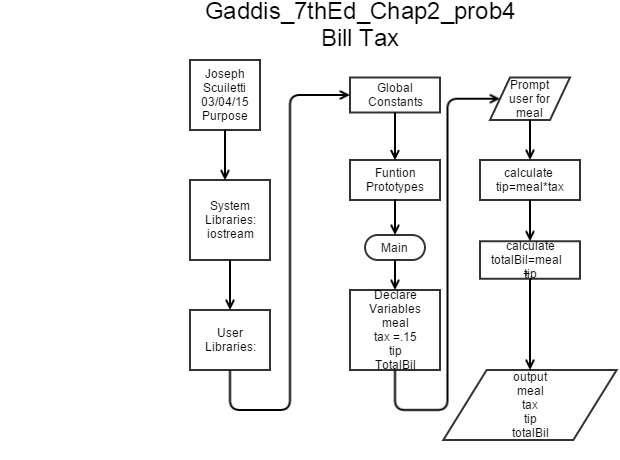 Gaddis_7thEd_Chap2_prob4
Bill Tax
Joseph
Sculletti
03/04/15
Purpose
System
Libraries:
iostream
User
Libraries:
Global
Constants
Funtion
Prototypes
Main
Declare
Variables
meal
tax =.15
tip
TotalBil
Prompt
user for
meal
calculate
tip=meal*tax
calculate
totalBil=meal
tip
output
meal
tax
tip
totalBil